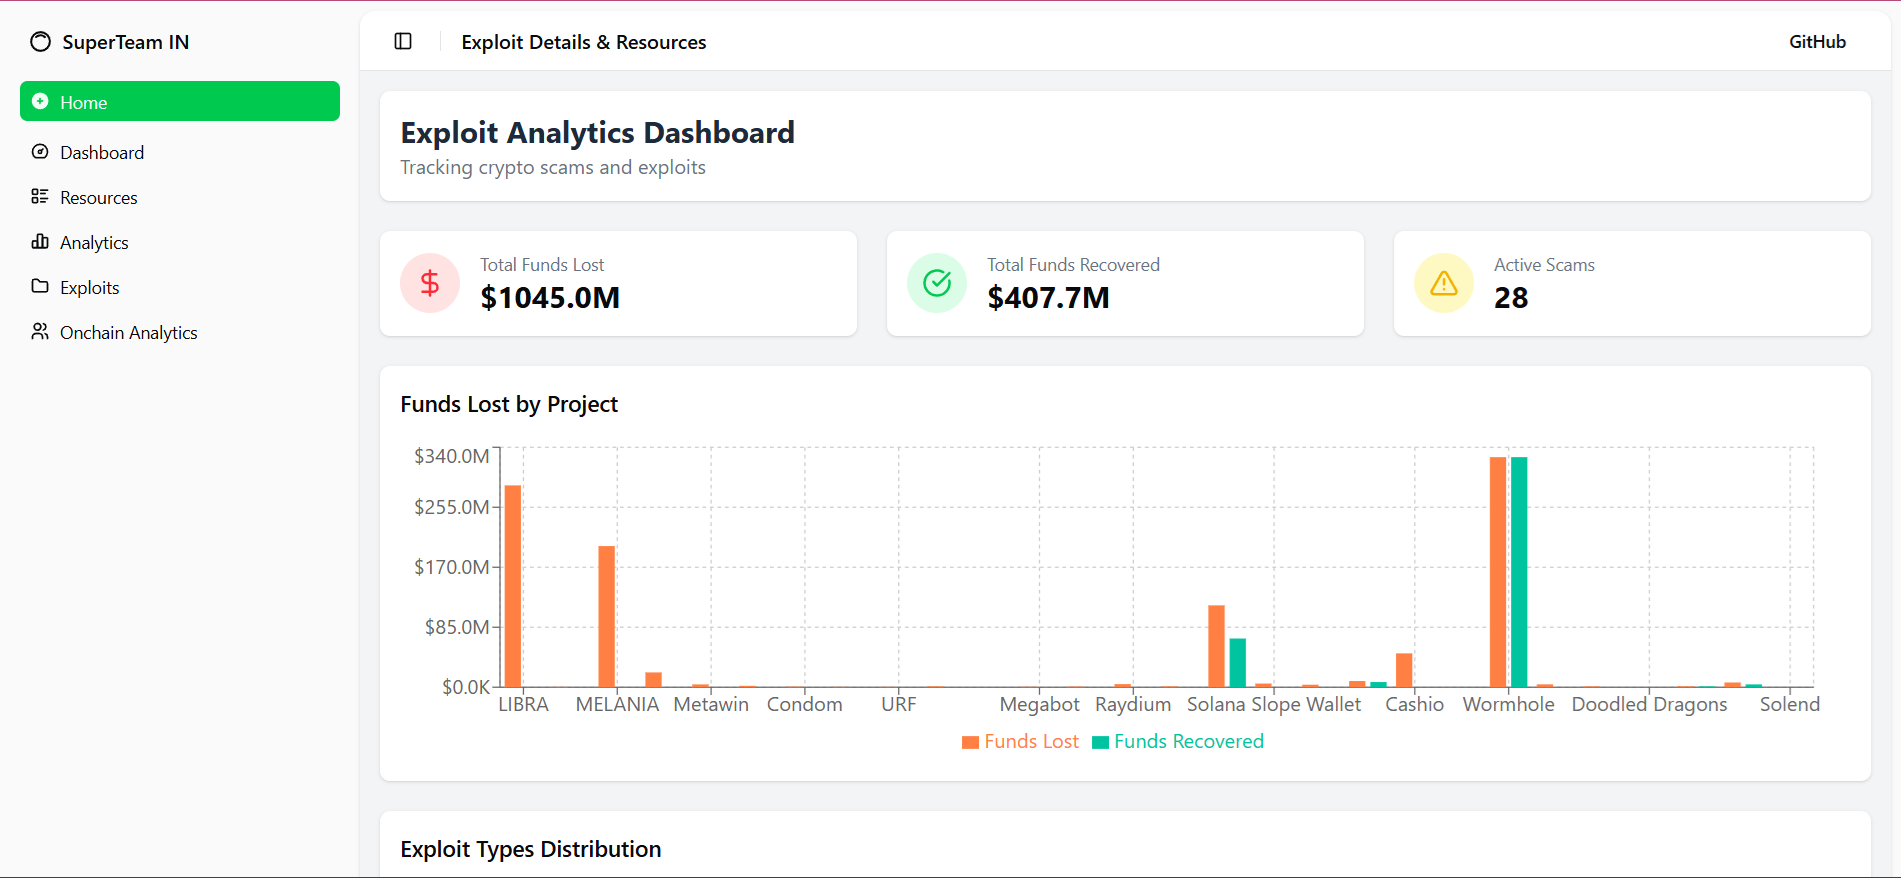 SuperTeam IN
Home
Dashboard
Resources
Analytics
Exploits
Onchain Analytics
Exploit Details & Resources
GitHub
Exploit Analytics Dashboard
Tracking crypto scams and exploits
Total Funds Lost
$1045.0M
Total Funds Recovered
$407.7M
Active Scams
28
Funds Lost by Project
$340.0M
$255.0M
$170.0M
$85.0M
$0.0K
LIBRA MELANIA Metawin Condom URF Megabot Raydium Solana Slope Wallet Cashio Wormhole Doodled Dragons Solend
Funds Lost Funds Recovered
Exploit Types Distribution